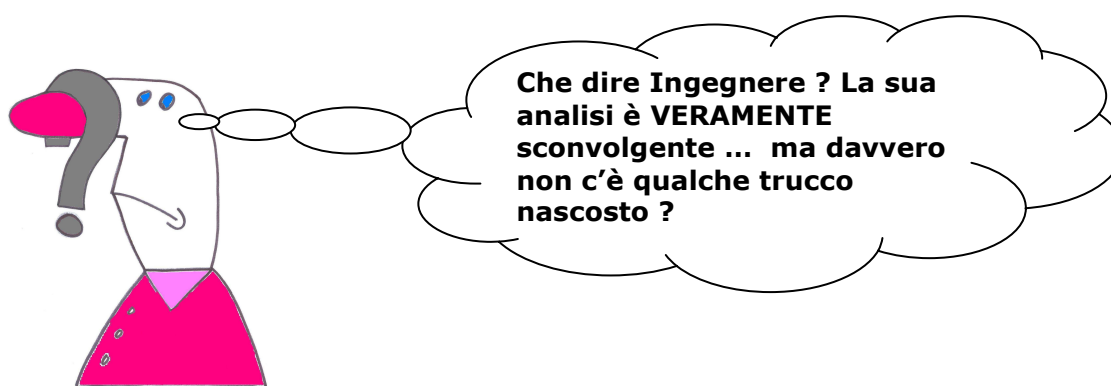 Che dire Ingegnere ? La sua
analisi è VERAMENTE
sconvolgente ... ma davvero
non c’è qualche trucco
nascosto ?